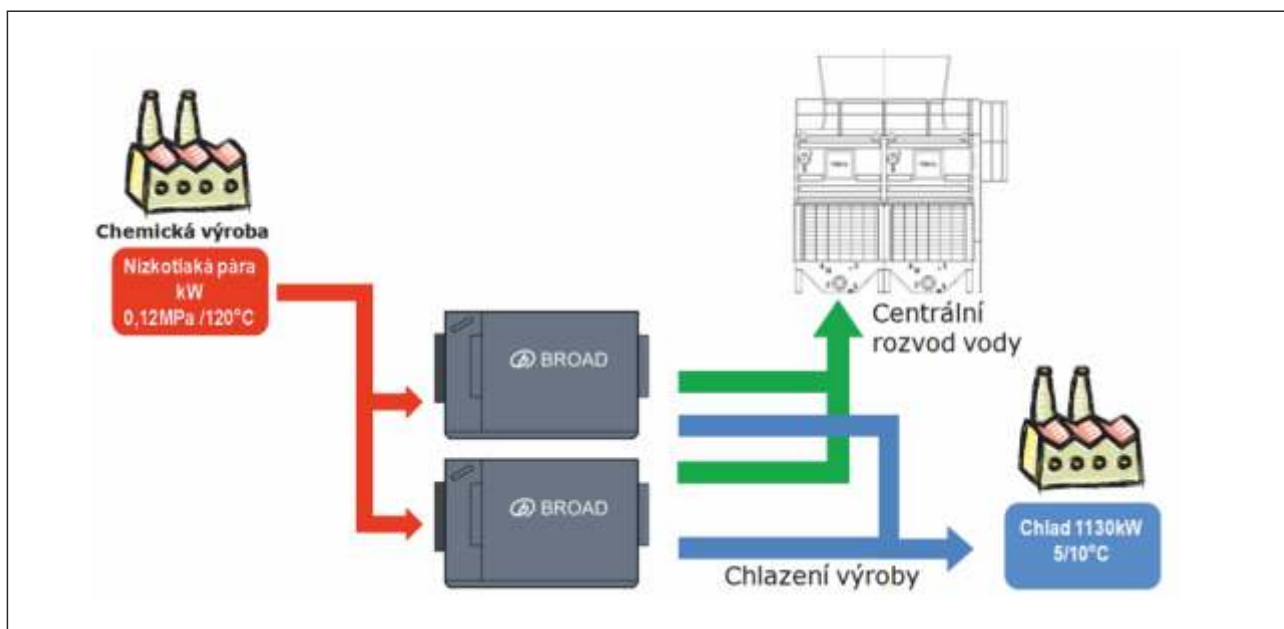 Chemická výroba
Nízkotlaká pára
kW
0,12MPa /120°C
BROAD
BROAD
Centrální
rozvod vody
Chlazení výroby
Chlad 1130kW
5/10°C